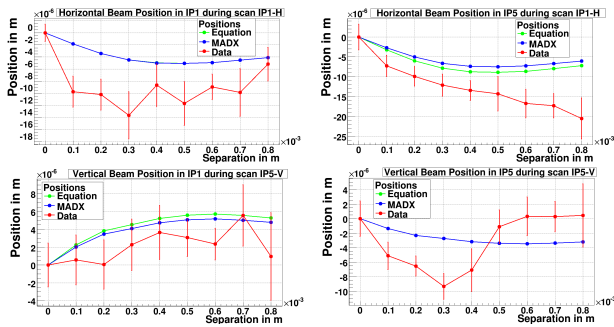 Horizontal Beam Position in IP1 during scan IP1-H
×10⁻⁶
Position in m
0
-2
-4
-6
-8
-10
-12
-14
-16
-18
Positions
Equation
MADX
Data
0 0.1 0.2 0.3 0.4 0.5 0.6 0.7 0.8
×10⁻³
Separation in m
Horizontal Beam Position in IP5 during scan IP1-H
×10⁻⁶
Position in m
5
0
-5
-10
-15
-20
-25
Positions
Equation
MADX
Data
0 0.1 0.2 0.3 0.4 0.5 0.6 0.7 0.8
×10⁻³
Separation in m
Vertical Beam Position in IP1 during scan IP5-V
×10⁻⁶
Position in m
8
6
4
2
0
-2
-4
Positions
Equation
MADX
Data
0 0.1 0.2 0.3 0.4 0.5 0.6 0.7 0.8
×10⁻³
Separation in m
Vertical Beam Position in IP5 during scan IP5-V
×10⁻⁶
Position in m
4
2
0
-2
-4
-6
-8
-10
Positions
Equation
MADX
Data
0 0.1 0.2 0.3 0.4 0.5 0.6 0.7 0.8
×10⁻³
Separation in m